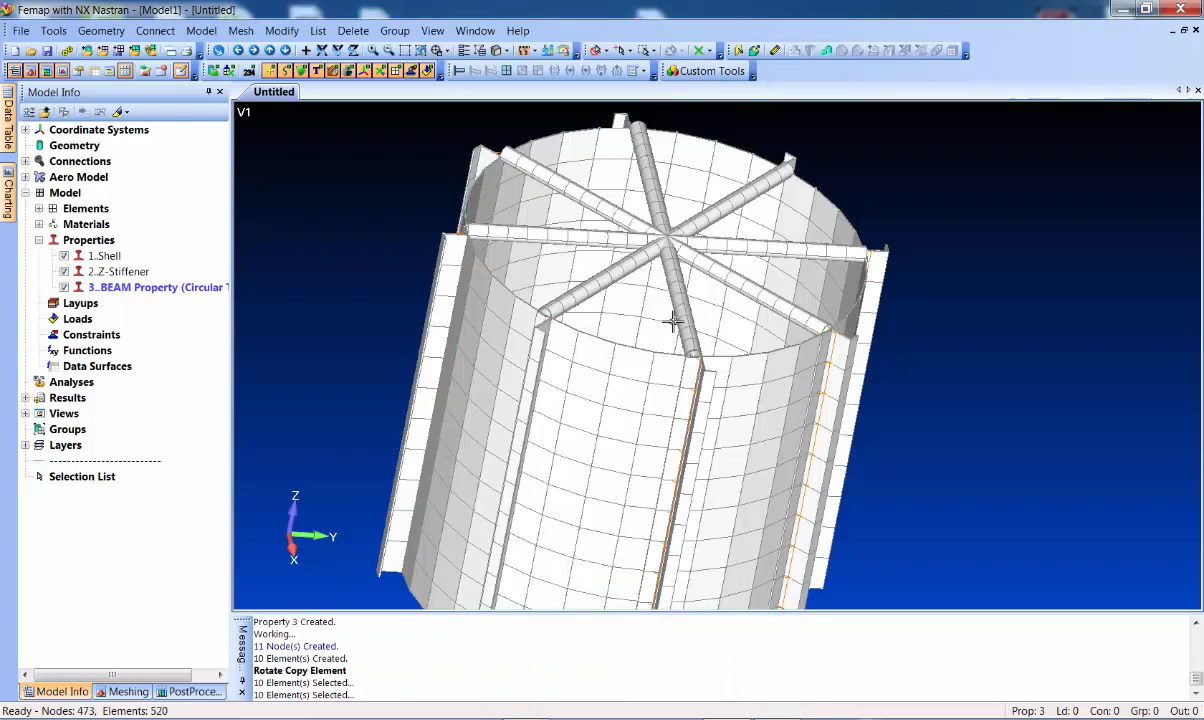 Femap with NX Nastran - [Model1] - [Untitled]
File Tools Geometry Connect Model Mesh Modify List Delete Group View Window Help
Custom Tools
Model Info
Untitled
Data Table
Charting
V1
Coordinate Systems
Geometry
Connections
Aero Model
Model
Elements
Materials
Properties
1..Shell
2..Z-Stiffener
3..BEAM Property (Circular T
Layups
Loads
Constraints
Functions
Data Surfaces
Analyses
Results
Views
Groups
Layers
Selection List
Z
Y
X
Messag
Property 3 Created.
Working...
11 Node(s) Created.
10 Element(s) Created.
Rotate Copy Element
10 Element(s) Selected...
10 Element(s) Selected...
Model Info Meshing PostProce...
Ready - Nodes: 473, Elements: 520 Prop: 3 Ld: 0 Con: 0 Grp: 0 Out: 0